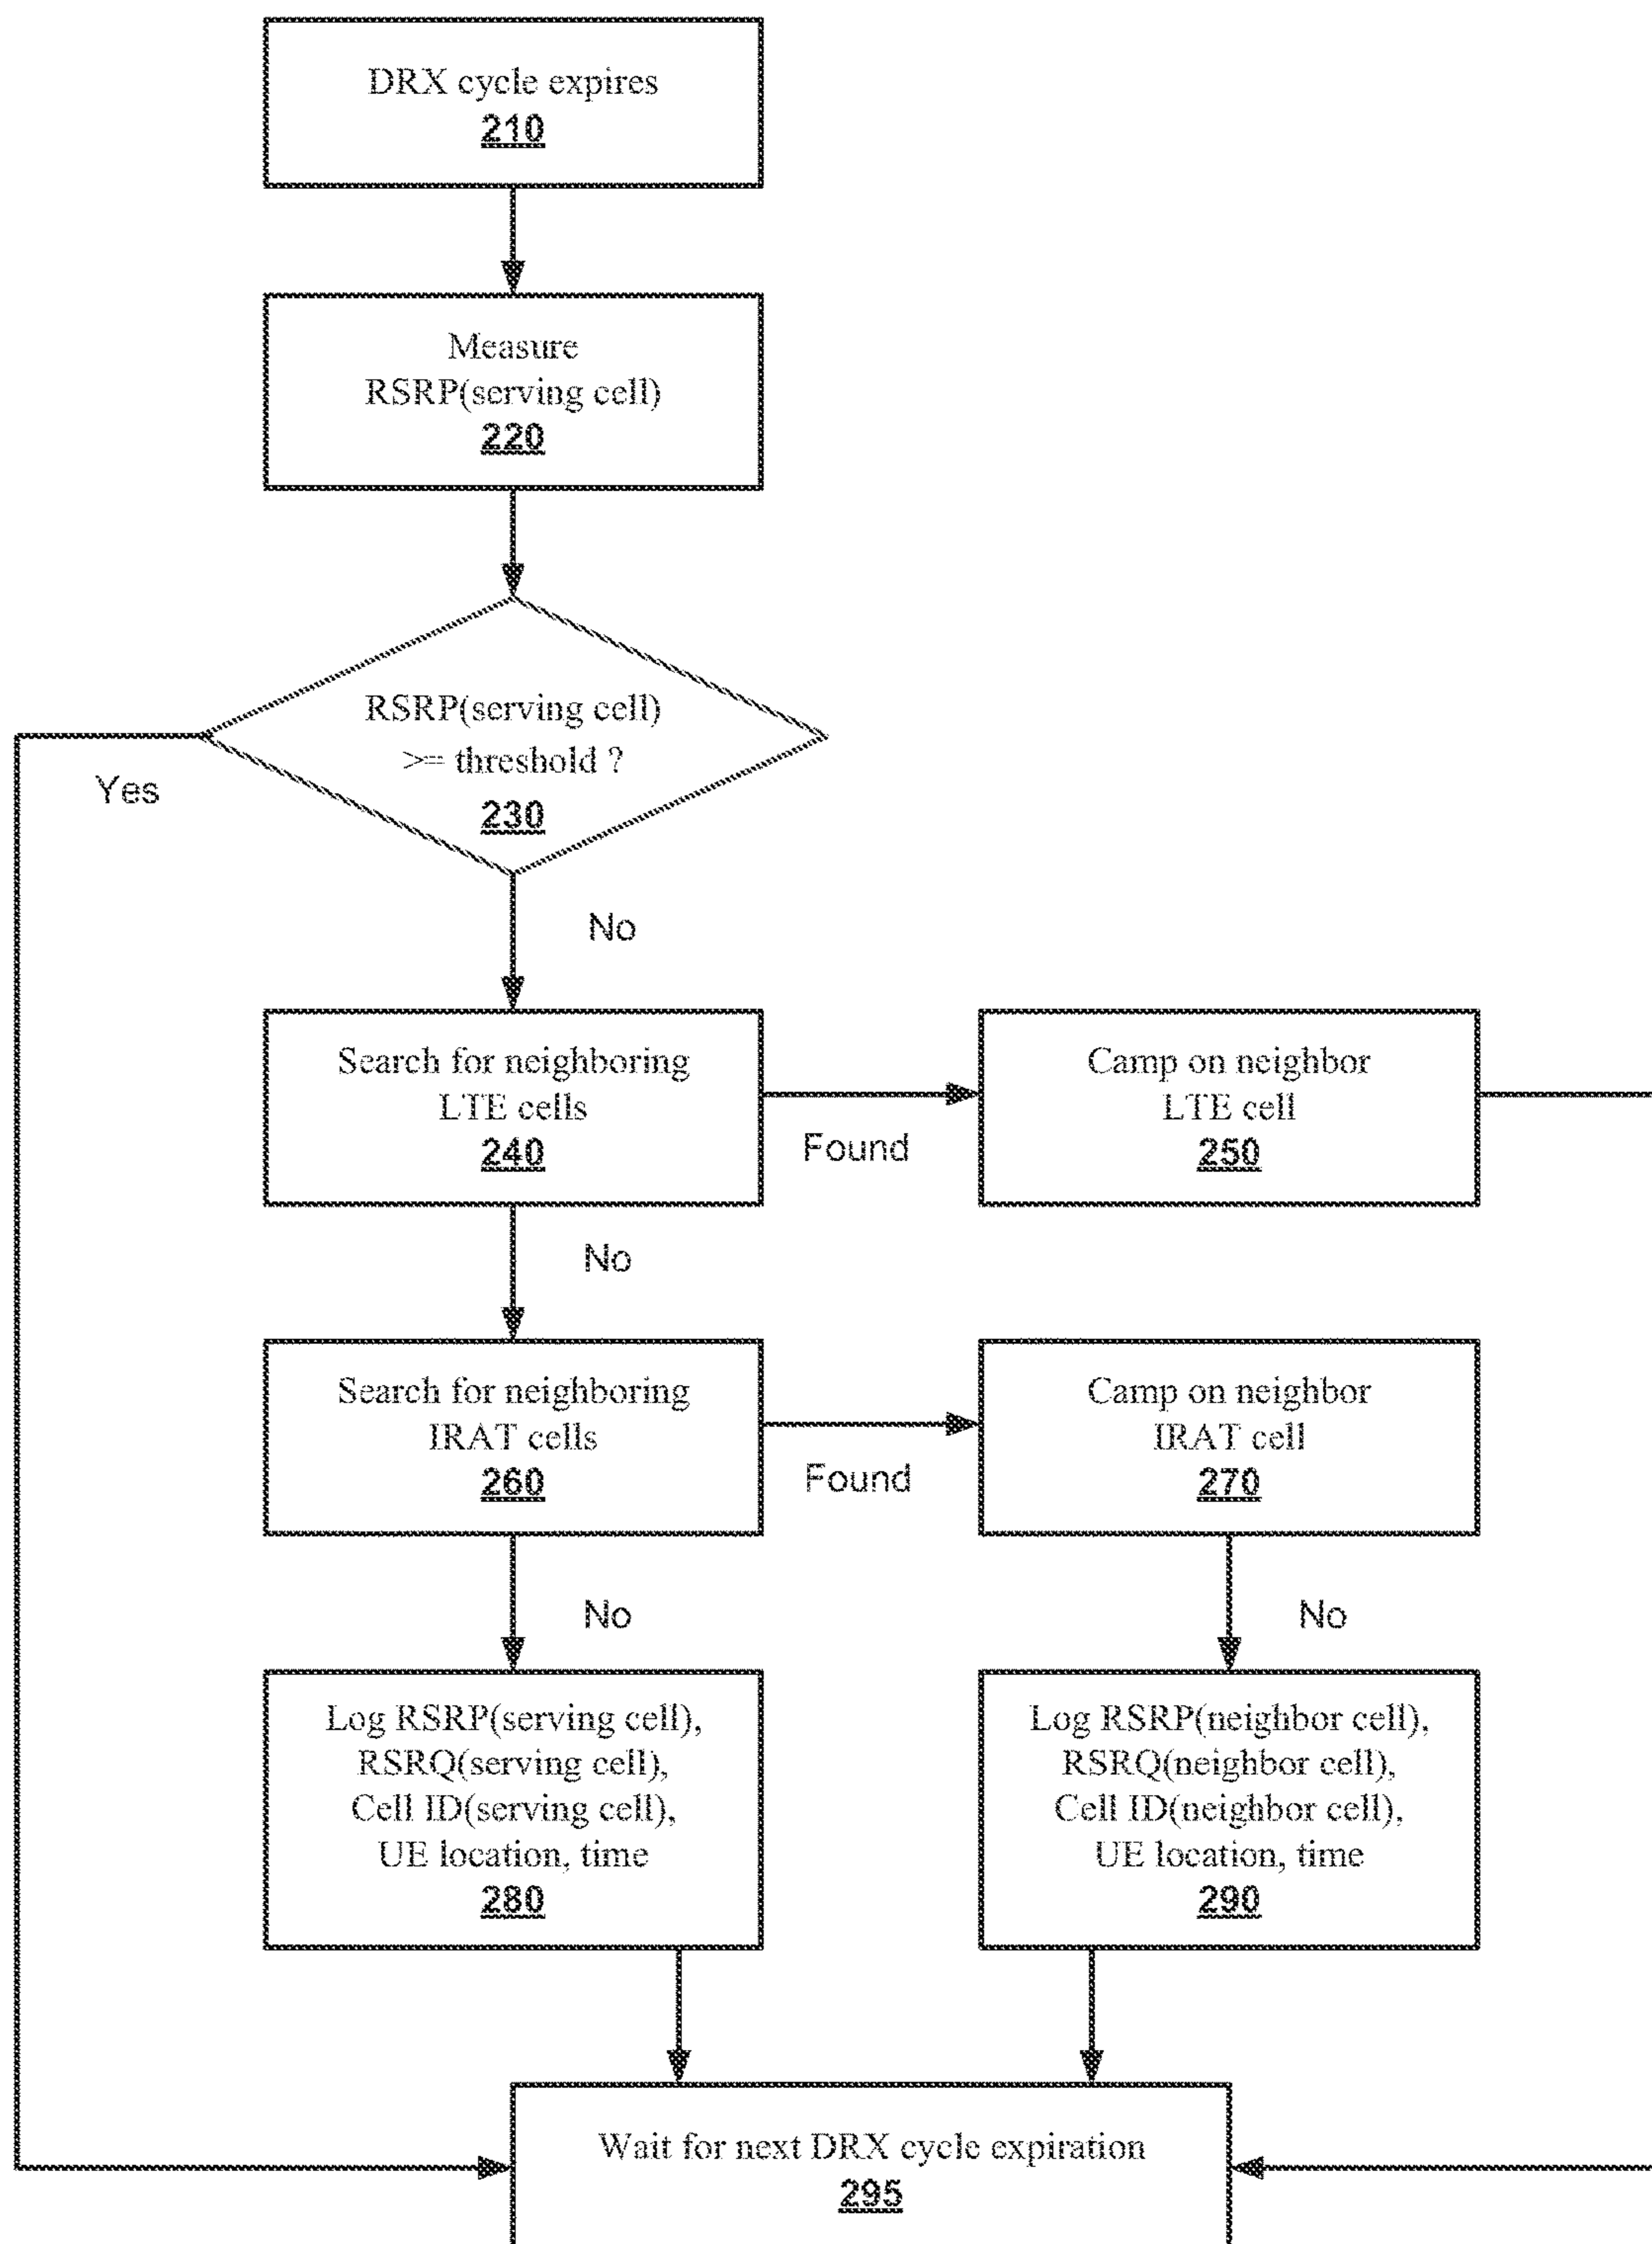 DRX cycle expires
210
Measure
RSRP(serving cell)
220
RSRP(serving cell)
>= threshold ?
230
Yes
No
Search for neighboring
LTE cells
240
Found
Camp on neighbor
LTE cell
250
No
Search for neighboring
IRAT cells
260
Found
Camp on neighbor
IRAT cell
270
No
No
Log RSRP(serving cell),
RSRQ(serving cell),
Cell ID(serving cell),
UE location, time
280
Log RSRP(neighbor cell),
RSRQ(neighbor cell),
Cell ID(neighbor cell),
UE location, time
290
Wait for next DRX cycle expiration
295